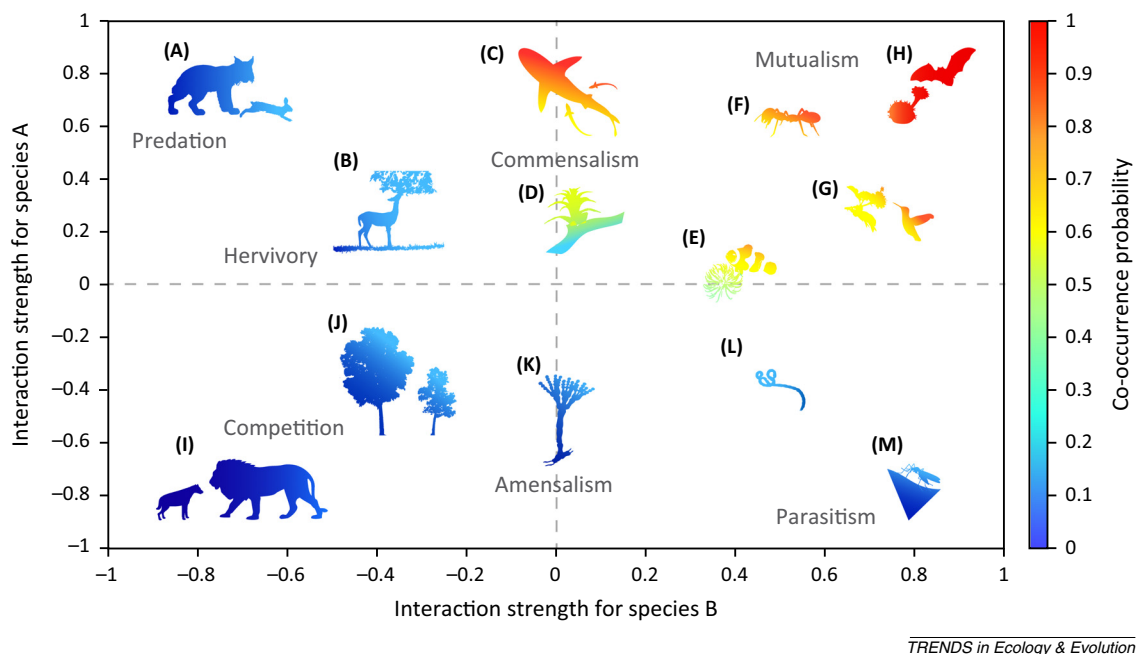 1
0.8
0.6
0.4
0.2
0
–0.2
–0.4
–0.6
–0.8
–1
Interaction strength for species A
(A)
(C)
Mutualism
(H)
(F)
Predation
(B)
Commensalism
(D)
(G)
Hervivory
(E)
(J)
(K)
(L)
Competition
(I)
Amensalism
(M)
Parasitism
–1
–0.8
–0.6
–0.4
–0.2
0
0.2
0.4
0.6
0.8
1
Interaction strength for species B
1
0.9
0.8
0.7
0.6
0.5
0.4
0.3
0.2
0.1
0
Co-occurrence probability
TRENDS in Ecology & Evolution